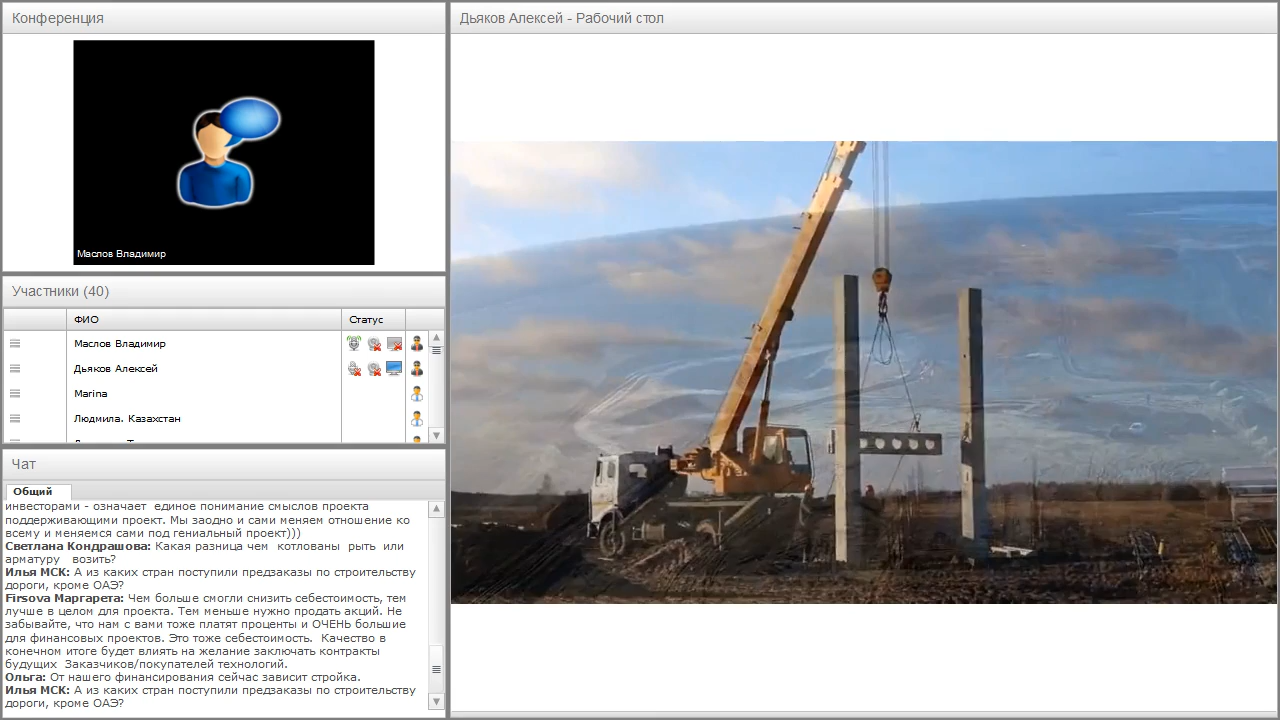 Конференция
Маслов Владимир
Участники (40)
ФИО Статус
Маслов Владимир
Дьяков Алексей
Marina
Людмила. Казахстан
Чат
Общий
инвесторами - означает единое понимание смыслов проекта
поддерживающими проект. Мы заодно и сами меняем отношение ко
всему и меняемся сами под гениальный проект)))
Светлана Кондрашова: Какая разница чем котлованы рыть или
арматуру возить?
Илья МСК: А из каких стран поступили предзаказы по строительству
дороги, кроме ОАЭ?
Firsova Маргарета: Чем больше смогли снизить себестоимость, тем
лучше в целом для проекта. Тем меньше нужно продать акций. Не
забывайте, что нам с вами тоже платят проценты и ОЧЕНЬ большие
для финансовых проектов. Это тоже себестоимость. Качество в
конечном итоге будет влиять на желание заключать контракты
будущих Заказчиков/покупателей технологий.
Ольга: От нашего финансирования сейчас зависит стройка.
Илья МСК: А из каких стран поступили предзаказы по строительству
дороги, кроме ОАЭ?
Дьяков Алексей - Рабочий стол